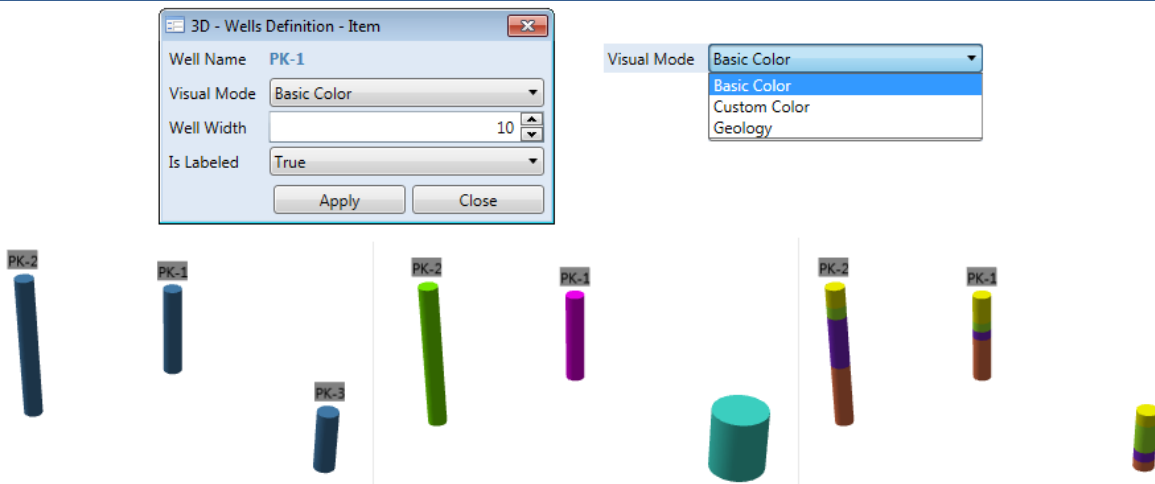 3D - Wells Definition - Item
Well Name PK-1
Visual Mode Basic Color
Well Width 10
Is Labeled True
Apply Close
Visual Mode Basic Color
Basic Color
Custom Color
Geology
PK-2
PK-1
PK-3
PK-2
PK-1
PK-2
PK-1